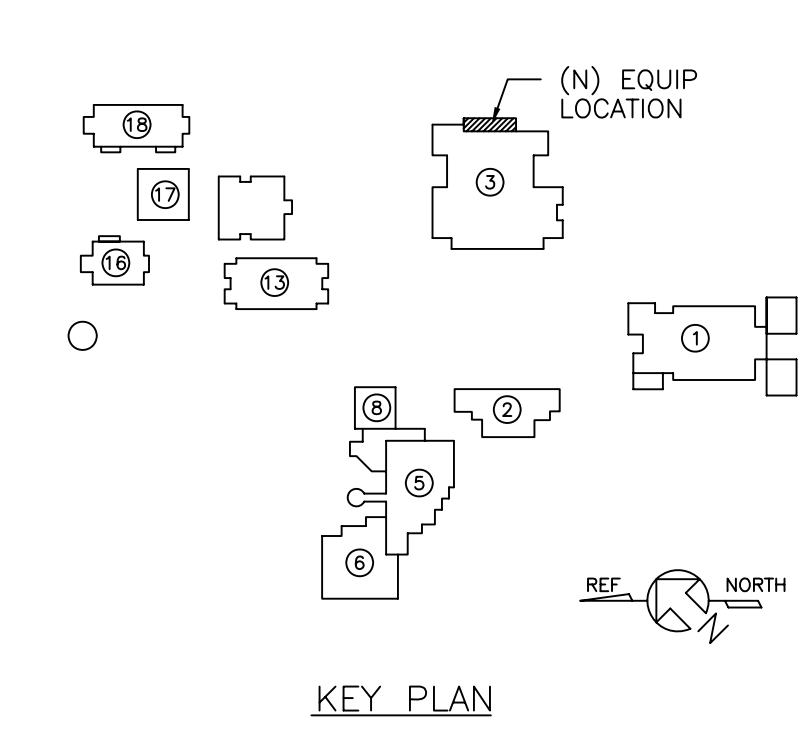 (N) EQUIP
LOCATION
18
3
17
16
13
1
8
2
5
6
REF
NORTH
N
KEY PLAN